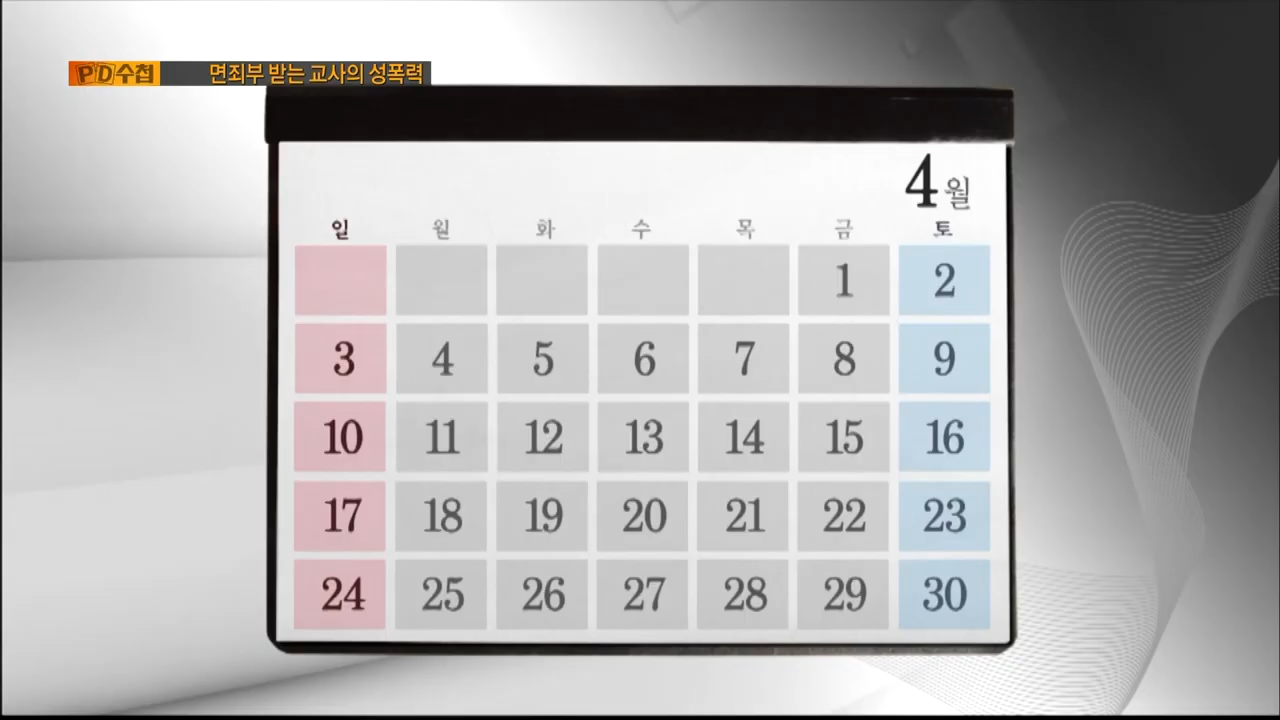 PD수첩 면죄부 받는 교사의 성폭력
4월
일 월 화 수 목 금 토
1 2
3 4 5 6 7 8 9
10 11 12 13 14 15 16
17 18 19 20 21 22 23
24 25 26 27 28 29 30